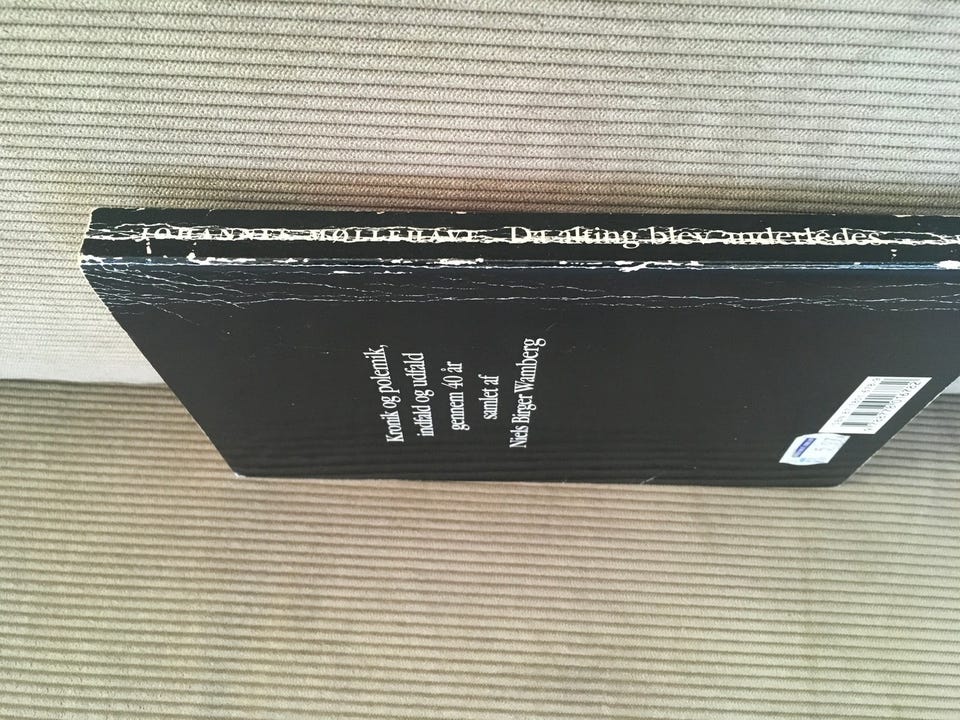 JOHANNES MØLLEHAVE Da alting blev anderledes
Kronik og polemik,
indfald og udfald
gennem 40 år
samlet af
Niels Birger Wamberg